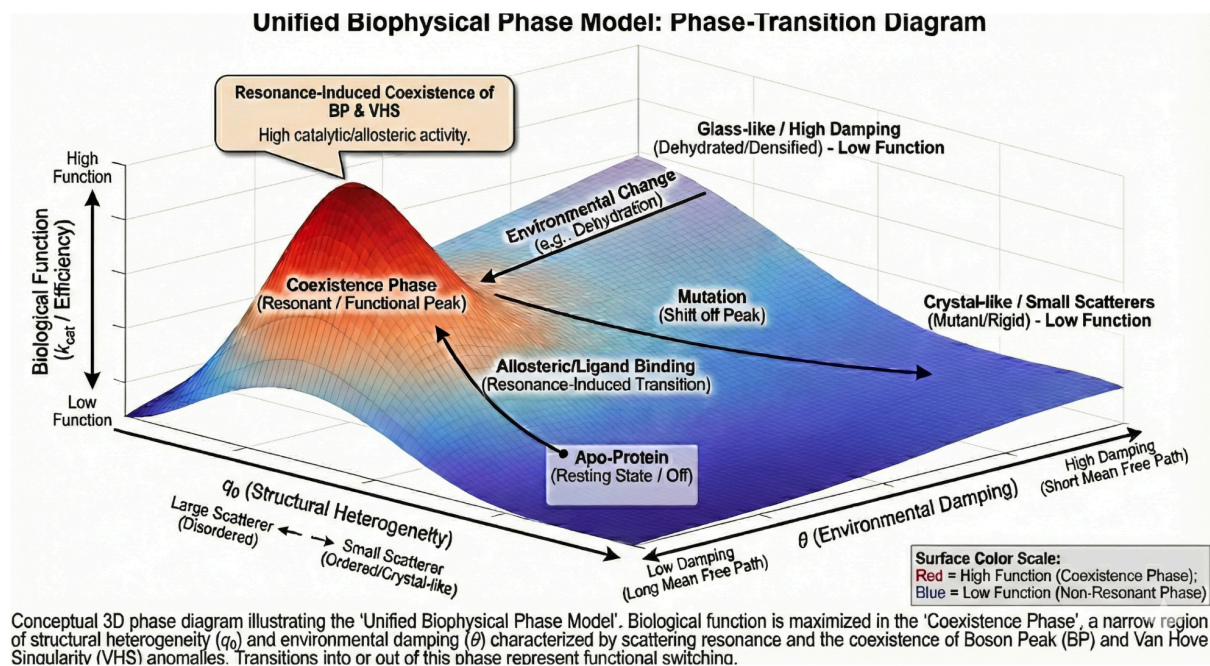 Unified Biophysical Phase Model: Phase-Transition Diagram
Resonance-Induced Coexistence of
BP & VHS
High catalytic/allosteric activity.
Glass-like / High Damping
(Dehydrated/Densified) - Low Function
High
Function
Biological Function
(kcat / Efficiency)
Low
Function
Environmental Change
(e.g.. Dehydration)
Coexistence Phase
(Resonant / Functional Peak)
Mutation
(Shitt off Peak)
Crystal-like / Small Scatterers
(Mutant/Rigid) - Low Function
Allosteric/Ligand Binding
(Resonance-Induced Transition)
Apo-Protein
(Resting State / Off)
q₀ (Structural Heterogeneity)
Large Scatterer
(Disordered)
Small Scatterer
(Ordered/Crystal-like)
Low Damping
(Long Mean Free Path)
θ (Environmental Damping)
High Damping
(Short Mean Free Path)
Surface Color Scale:
Red = High Function (Coexistence Phase);
Blue = Low Function (Non-Resonant Phase)
Conceptual 3D phase diagram illustrating the 'Unified Biophysical Phase Model'. Biological function is maximized in the 'Coexistence Phase', a narrow region
of structural heterogeneity (q₀) and environmental damping (θ) characterized by scattering resonance and the coexistence of Boson Peak (BP) and Van Hove
Singularity (VHS) anomalies. Transitions into or out of this phase represent functional switching.